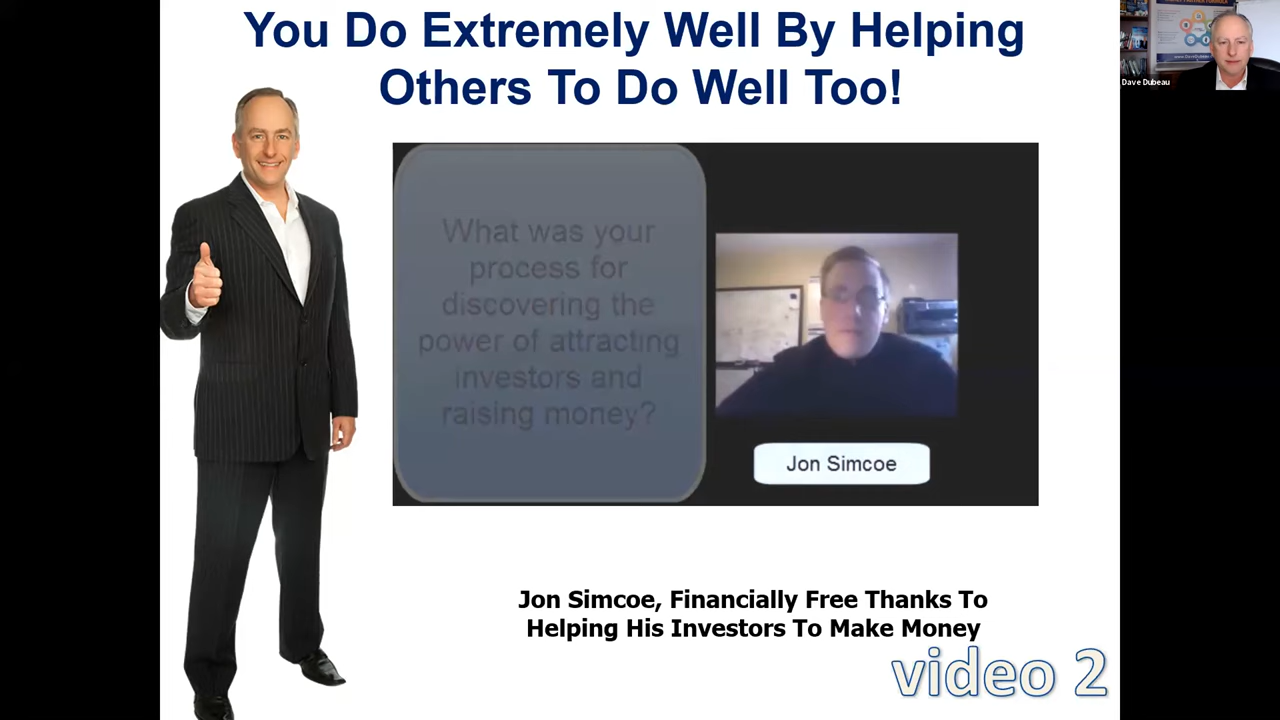 You Do Extremely Well By Helping
Others To Do Well Too!
Dave Dubeau
What was your
process for
discovering the
power of attracting
investors and
raising money?
Jon Simcoe
Jon Simcoe, Financially Free Thanks To
Helping His Investors To Make Money
video 2